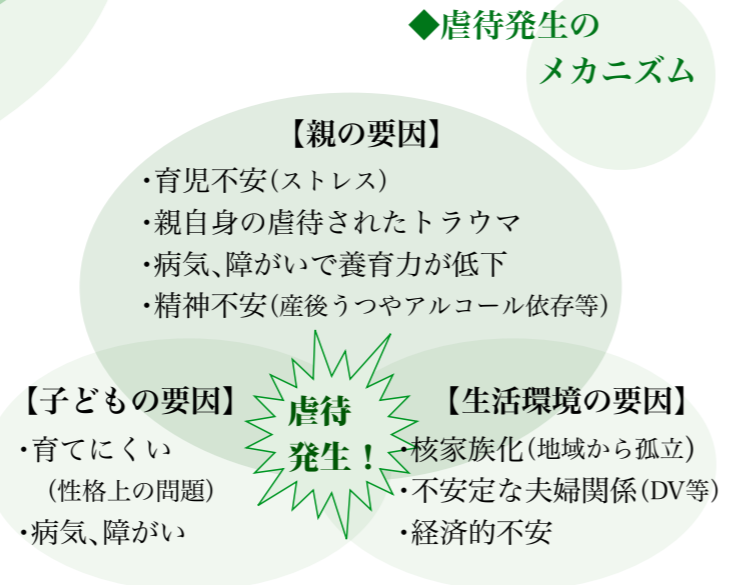 ◆虐待発生の
メカニズム
【親の要因】
・育児不安(ストレス)
・親自身の虐待されたトラウマ
・病気、障がいで養育力が低下
・精神不安(産後うつやアルコール依存等)
【子どもの要因】
・育てにくい
(性格上の問題)
・病気、障がい
虐待
発生！
【生活環境の要因】
・核家族化(地域から孤立)
・不安定な夫婦関係(DV等)
・経済的不安